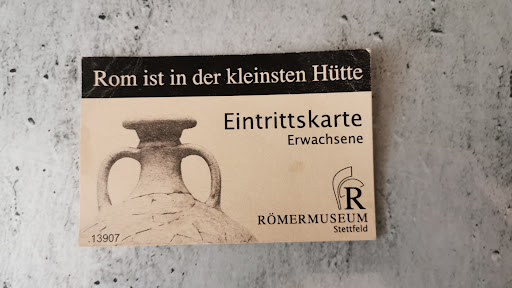 Rom ist in der kleinsten Hütte
Eintrittskarte
Erwachsene
R
RÖMERMUSEUM
Stettfeld
13907